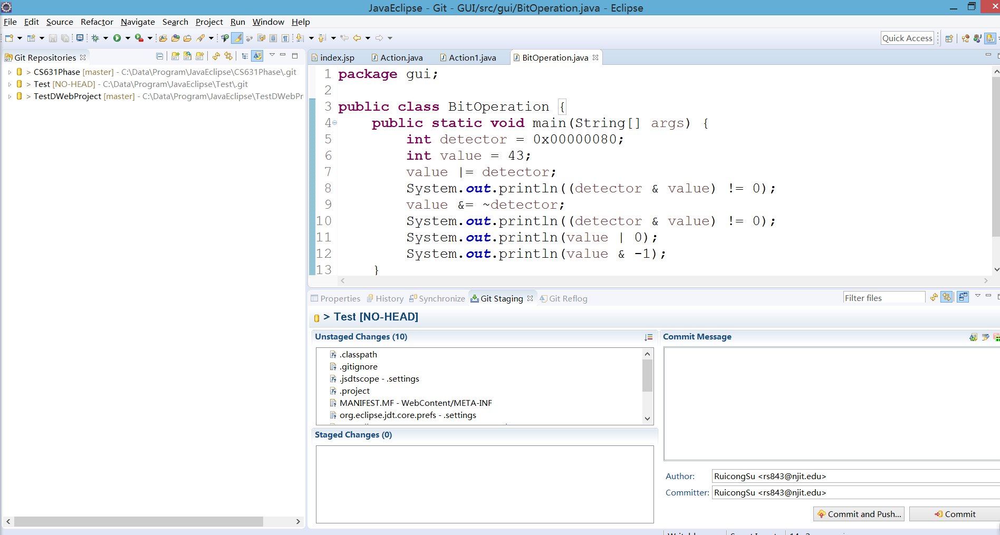 JavaEclipse - Git - GUI/src/gui/BitOperation.java - Eclipse
File Edit Source Refactor Navigate Search Project Run Window Help
Quick Access
Git Repositories
> CS631Phase [master] - C:\Data\Program\JavaEclipse\CS631Phase\.git
> Test [NO-HEAD] - C:\Data\Program\JavaEclipse\Test\.git
> TestDWebProject [master] - C:\Data\Program\JavaEclipse\TestDWebPr
index.jsp Action.java Action1.java BitOperation.java
1 package gui;
2
3 public class BitOperation {
4 public static void main(String[] args) {
5 int detector = 0x00000080;
6 int value = 43;
7 value |= detector;
8 System.out.println((detector & value) != 0);
9 value &= ~detector;
10 System.out.println((detector & value) != 0);
11 System.out.println(value | 0);
12 System.out.println(value & -1);
13 }
Properties History Synchronize Git Staging Git Reflog
Filter files
> Test [NO-HEAD]
Unstaged Changes (10)
.classpath
.gitignore
.jsdtscope - .settings
.project
MANIFEST.MF - WebContent/META-INF
org.eclipse.jdt.core.prefs - .settings
Staged Changes (0)
Commit Message
Author: RuicongSu <rs843@njit.edu>
Committer: RuicongSu <rs843@njit.edu>
Commit and Push... Commit